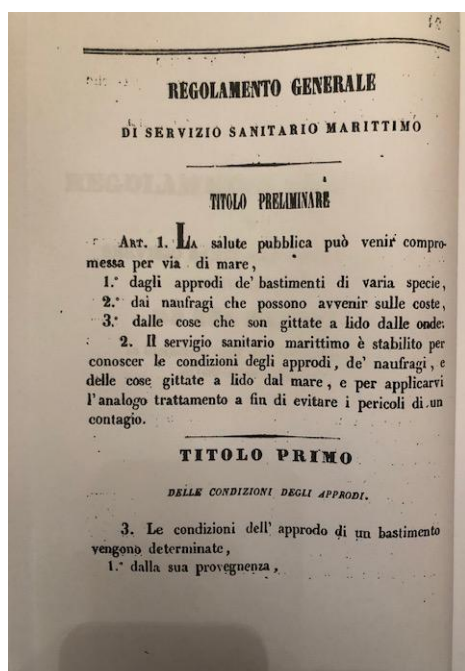 REGOLAMENTO GENERALE
DI SERVIZIO SANITARIO MARITTIMO
TITOLO PRELIMINARE
ART. 1. LA salute pubblica può venir compro-
messa per via di mare,
1.° dagli approdi de' bastimenti di varia specie,
2.° dai naufragi che possono avvenir sulle coste,
3.° dalle cose che son gittate a lido dalle onde.
2. Il servigio sanitario marittimo è stabilito per
conoscer le condizioni degli approdi, de' naufragi, e
delle cose gittate a lido dal mare, e per applicarvi
l'analogo trattamento a fin di evitare i pericoli di un
contagio.
TITOLO PRIMO
DELLE CONDIZIONI DEGLI APPRODI.
3. Le condizioni dell' approdo di un bastimento
vengono determinate,
1.° dalla sua provegnenza,